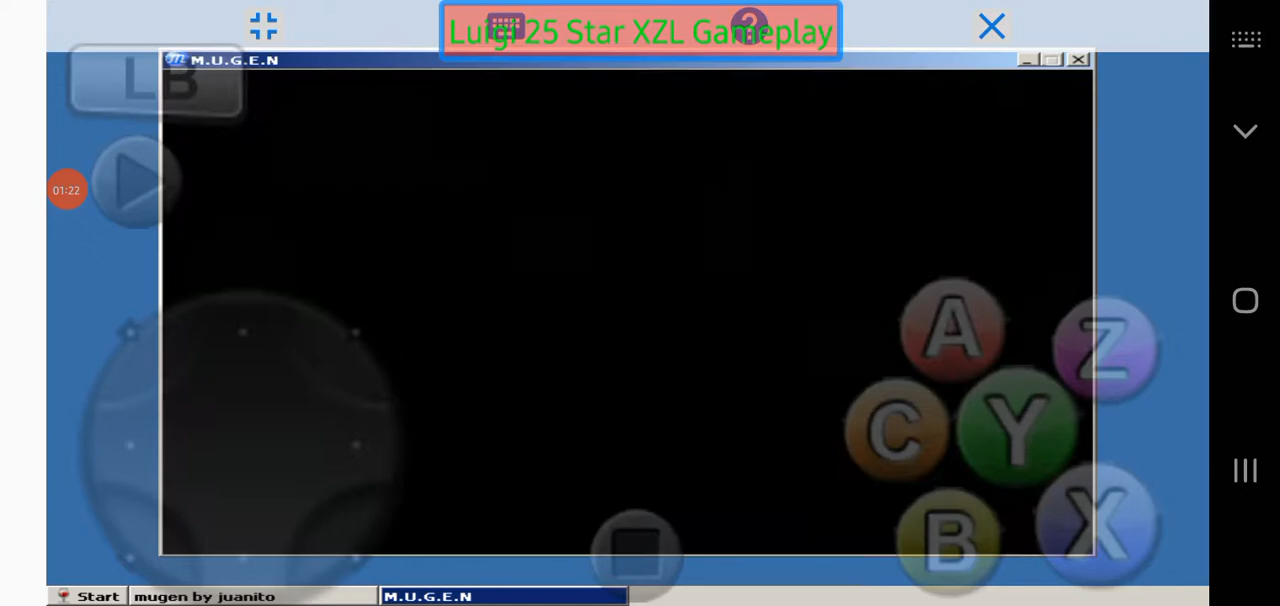 Luigi 25 Star XZL Gameplay
M.U.G.E.N
LB
01:22
A
Z
C
Y
B
X
Start
mugen by juanito
M.U.G.E.N